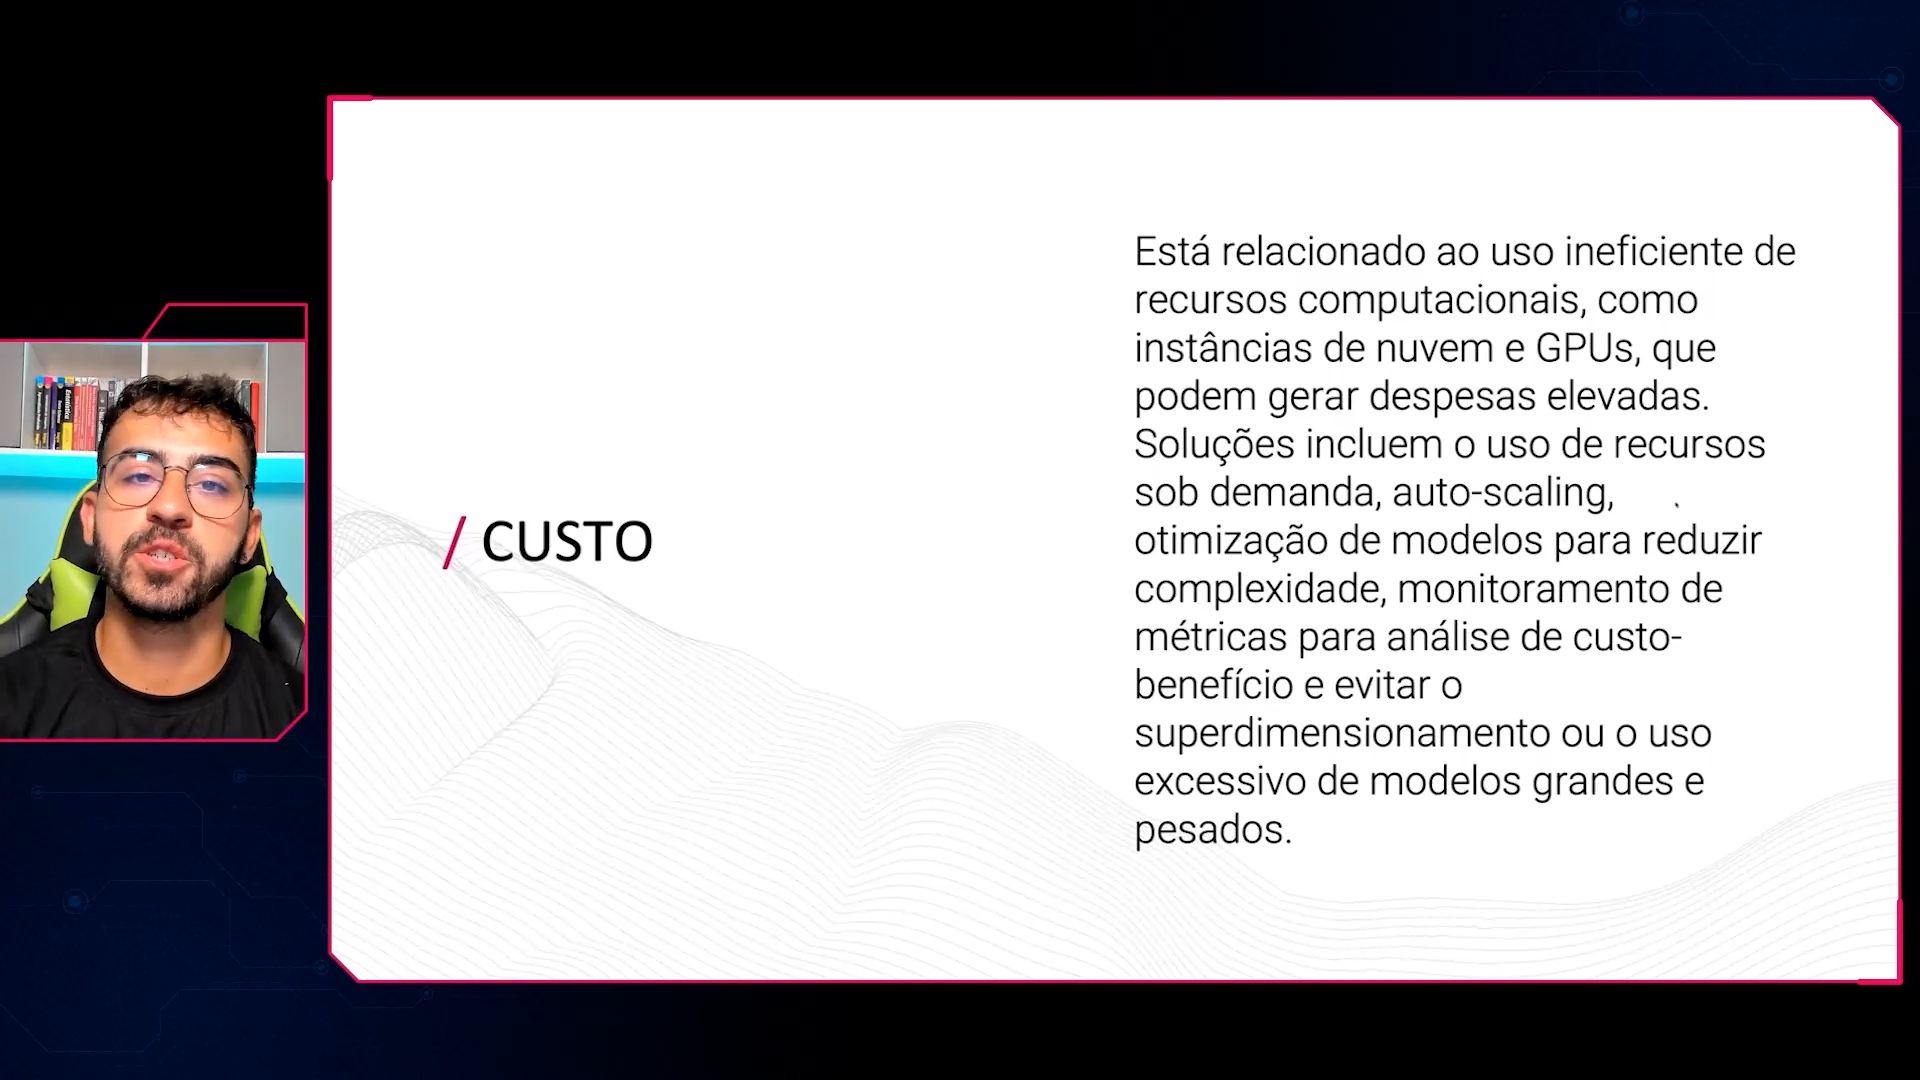 / CUSTO
Está relacionado ao uso ineficiente de
recursos computacionais, como
instâncias de nuvem e GPUs, que
podem gerar despesas elevadas.
Soluções incluem o uso de recursos
sob demanda, auto-scaling,
otimização de modelos para reduzir
complexidade, monitoramento de
métricas para análise de custo-
benefício e evitar o
superdimensionamento ou o uso
excessivo de modelos grandes e
pesados.